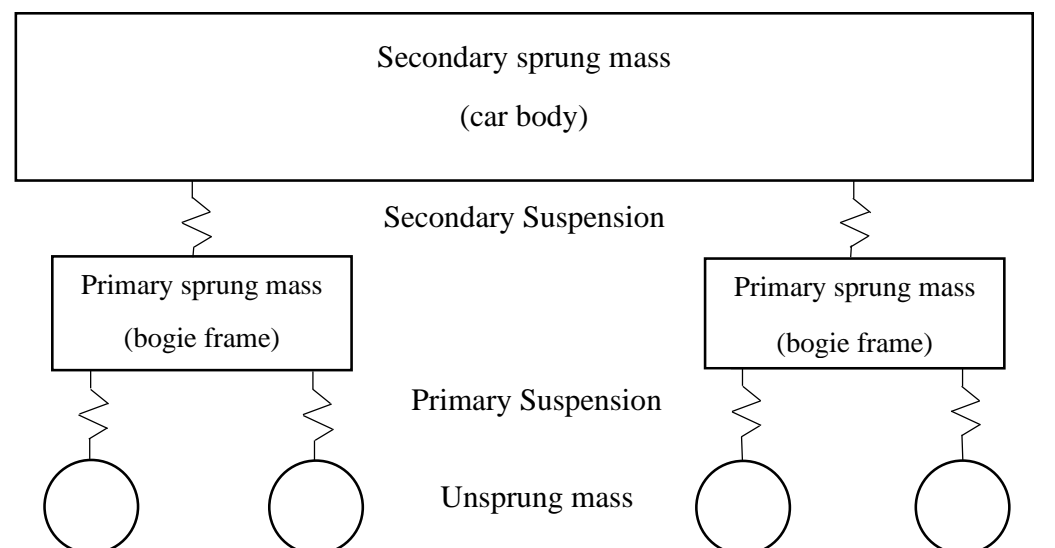 Secondary sprung mass
(car body)
Secondary Suspension
Primary sprung mass
(bogie frame)
Primary sprung mass
(bogie frame)
Primary Suspension
Unsprung mass